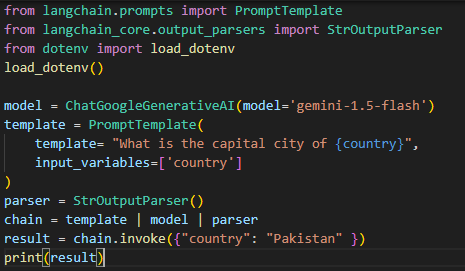 from langchain.prompts import PromptTemplate
from langchain_core.output_parsers import StrOutputParser
from dotenv import load_dotenv
load_dotenv()

model = ChatGoogleGenerativeAI(model='gemini-1.5-flash')
template = PromptTemplate(
    template= "What is the capital city of {country}",
    input_variables=['country']
)
parser = StrOutputParser()
chain = template | model | parser
result = chain.invoke({"country": "Pakistan" })
print(result)